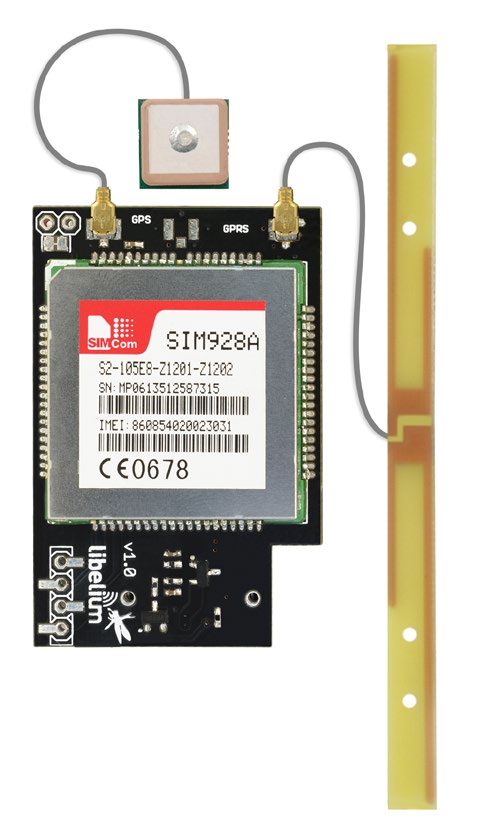 GPS
GPRS
SIMCom
SIM928A
S2-105E8-Z1201-Z1202
SN:MP0613512587315
IMEI:860854020023031
CE0678
v1.0
libelium